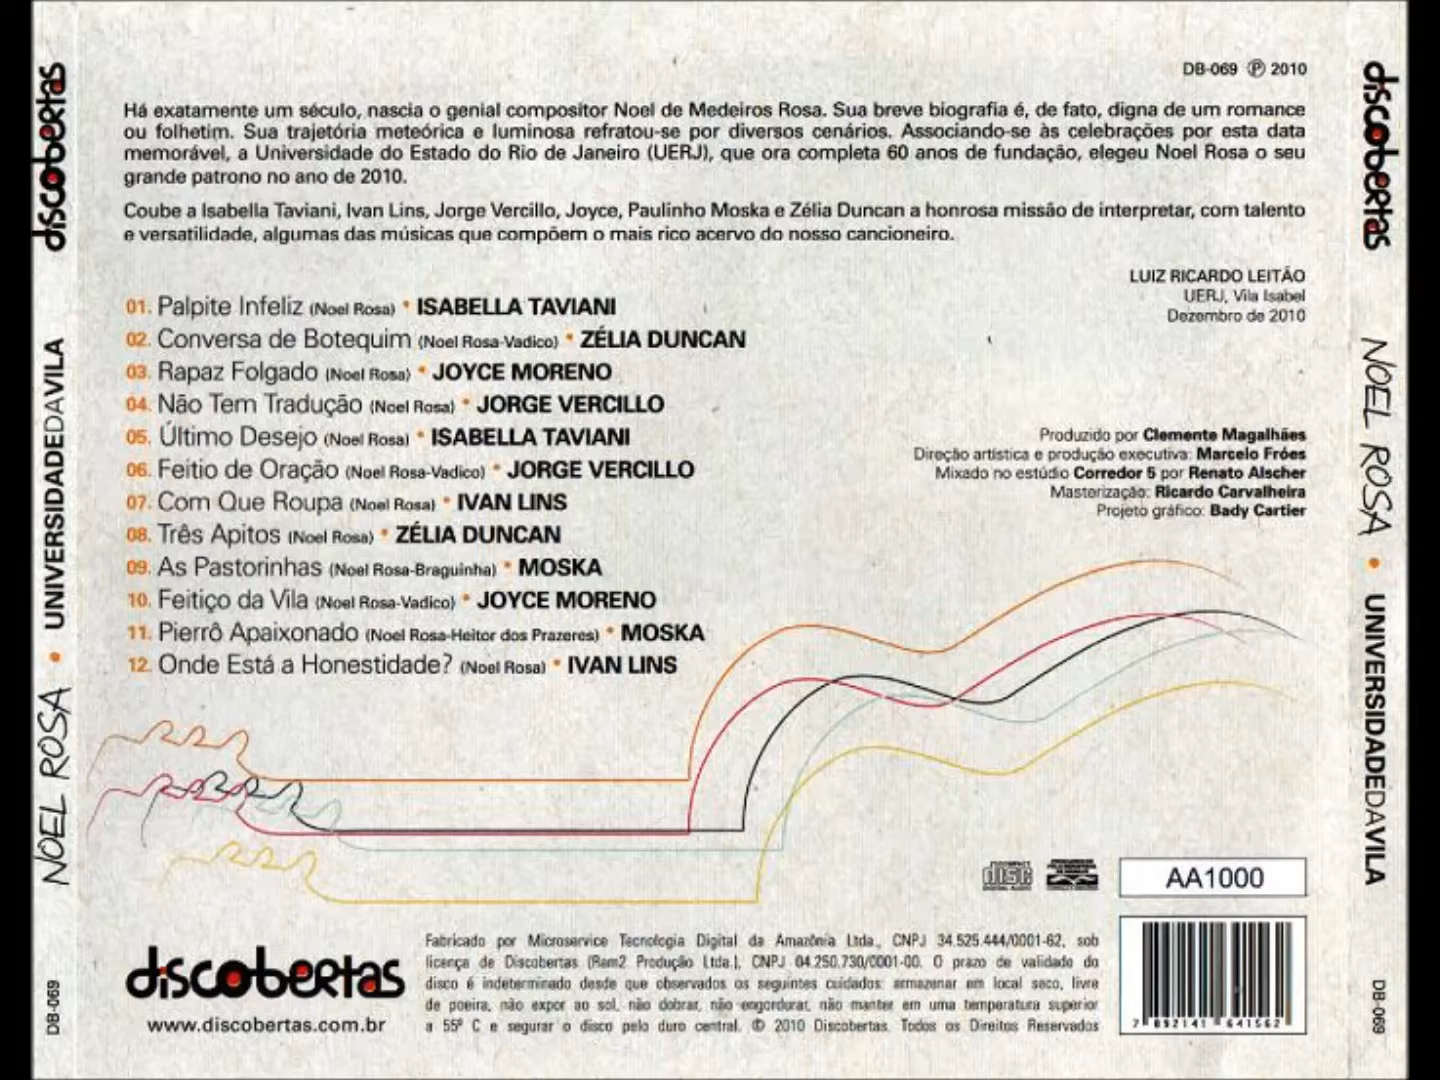 DB-069 ℗ 2010
Há exatamente um século, nascia o genial compositor Noel de Medeiros Rosa. Sua breve biografia é, de fato, digna de um romance
ou folhetim. Sua trajetória meteórica e luminosa refratou-se por diversos cenários. Associando-se às celebrações por esta data
memorável, a Universidade do Estado do Rio de Janeiro (UERJ), que ora completa 60 anos de fundação, elegeu Noel Rosa o seu
grande patrono no ano de 2010.
Coube a Isabella Taviani, Ivan Lins, Jorge Vercillo, Joyce, Paulinho Moska e Zélia Duncan a honrosa missão de interpretar, com talento
e versatilidade, algumas das músicas que compõem o mais rico acervo do nosso cancioneiro.
LUIZ RICARDO LEITÃO
UERJ, Vila Isabel
Dezembro de 2010
01. Palpite Infeliz (Noel Rosa) • ISABELLA TAVIANI
02. Conversa de Botequim (Noel Rosa-Vadico) • ZÉLIA DUNCAN
03. Rapaz Folgado (Noel Rosa) • JOYCE MORENO
04. Não Tem Tradução (Noel Rosa) • JORGE VERCILLO
05. Último Desejo (Noel Rosa) • ISABELLA TAVIANI
06. Feitio de Oração (Noel Rosa-Vadico) • JORGE VERCILLO
07. Com Que Roupa (Noel Rosa) • IVAN LINS
08. Três Apitos (Noel Rosa) • ZÉLIA DUNCAN
09. As Pastorinhas (Noel Rosa-Braguinha) • MOSKA
10. Feitiço da Vila (Noel Rosa-Vadico) • JOYCE MORENO
11. Pierrô Apaixonado (Noel Rosa-Heitor dos Prazeres) • MOSKA
12. Onde Está a Honestidade? (Noel Rosa) • IVAN LINS
Produzido por Clemente Magalhães
Direção artística e produção executiva: Marcelo Fróes
Mixado no estúdio Corredor 5 por Renato Alscher
Masterização: Ricardo Carvalheira
Projeto gráfico: Bady Cartier
COMPACT
disc
DIGITAL AUDIO
AA1000
discobertas
www.discobertas.com.br
Fabricado por Microservice Tecnologia Digital da Amazônia Ltda., CNPJ 34.525.444/0001-62, sob
licença de Discobertas (Ram2 Produção Ltda.), CNPJ 04.250.730/0001-00. O prazo de validado do
disco é indeterminado desde que observados os seguintes cuidados: armazenar em local seco, livre
de poeira, não expor ao sol, não dobrar, não engordurar, não manter em uma temperatura superior
a 55º C e segurar o disco pelo furo central. © 2010 Discobertas. Todos os Direitos Reservados
7 892141 641562
discobertas
NOEL ROSA • UNIVERSIDADEDAVILA
DB-069
discobertas
NOEL ROSA • UNIVERSIDADEDAVILA
DB-069